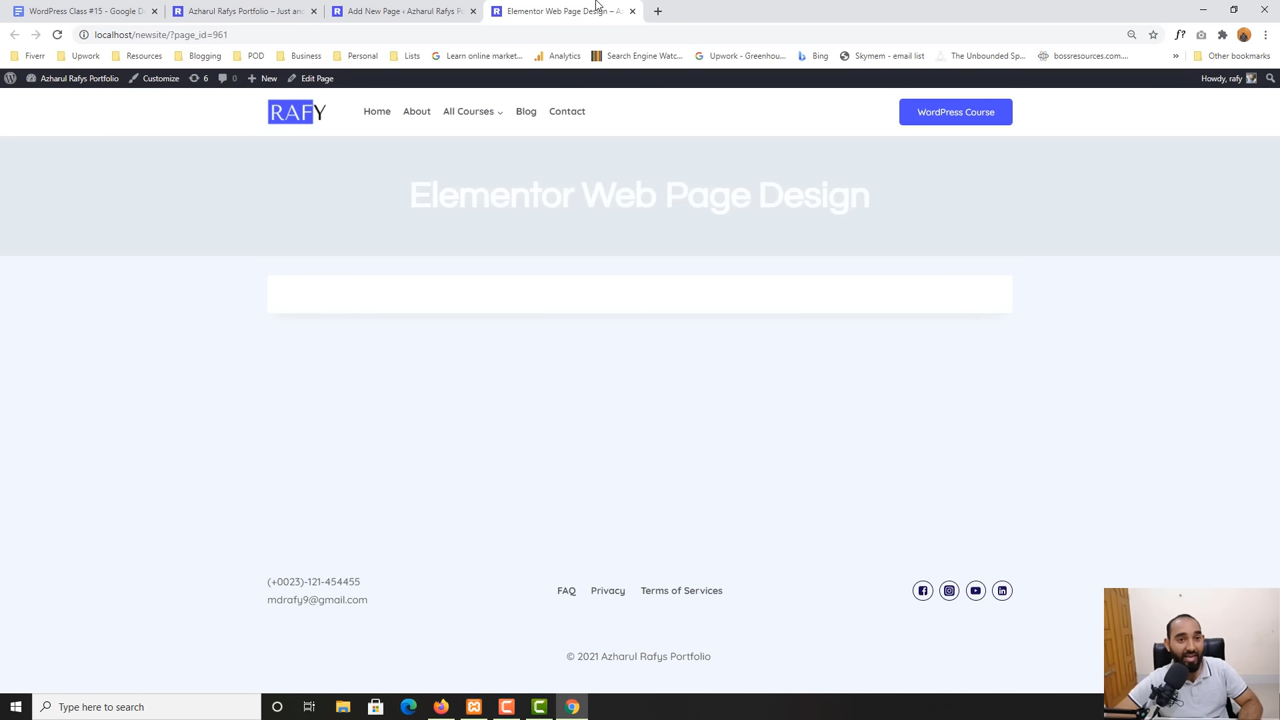 WordPress Class #15 - Google D
Azharul Rafys Portfolio – Just an
Add New Page ‹ Azharul Rafys P
Elementor Web Page Design – A
localhost/newsite/?page_id=961
Fiverr
Upwork
Resources
Blogging
POD
Business
Personal
Lists
Learn online market...
Analytics
Search Engine Watc...
Upwork - Greenhou...
Bing
Skymem - email list
The Unbounded Sp...
bossresources.com....
»
Other bookmarks
Azharul Rafys Portfolio
Customize
6
0
New
Edit Page
Howdy, rafy
RAFY
Home
About
All Courses
Blog
Contact
WordPress Course
Elementor Web Page Design
(+0023)-121-454455
mdrafy9@gmail.com
FAQ
Privacy
Terms of Services
© 2021 Azharul Rafys Portfolio
Type here to search